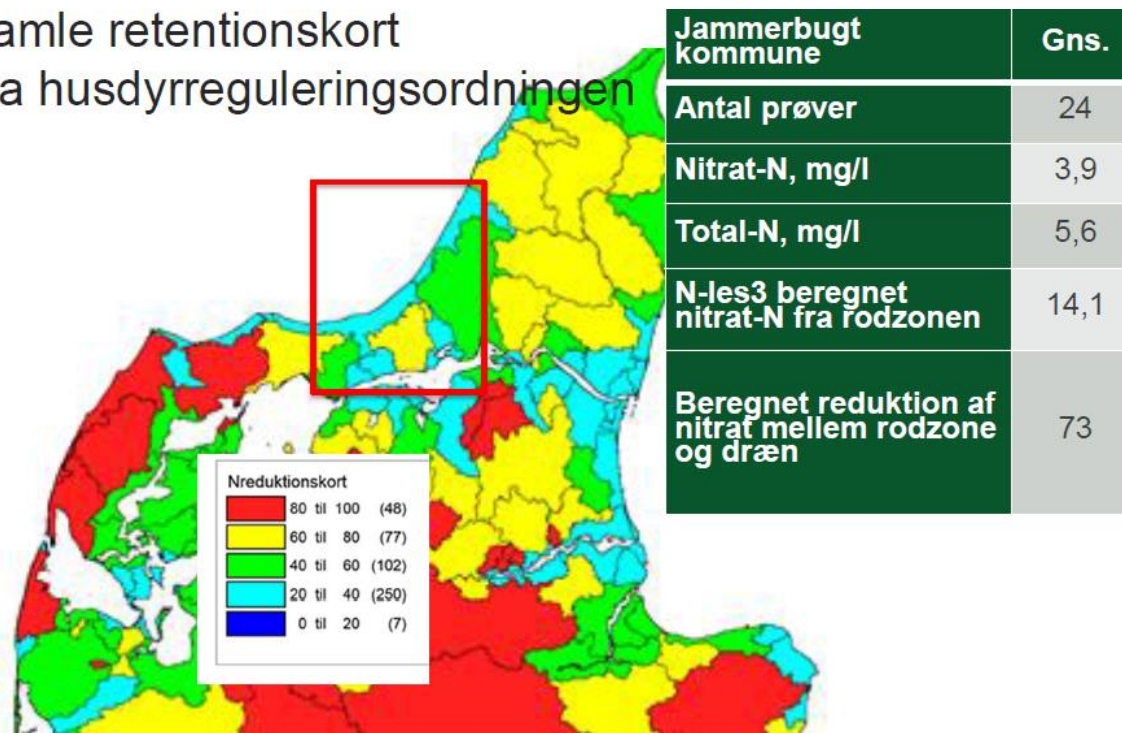 amle retentionskort
a husdyrreguleringsordningen
Jammerbugt
kommune
Gns.
Antal prøver
24
Nitrat-N, mg/l
3,9
Total-N, mg/l
5,6
N-les3 beregnet
nitrat-N fra rodzonen
14,1
Beregnet reduktion af
nitrat mellem rodzone
og dræn
73
Nreduktionskort
80 til 100 (48)
60 til 80 (77)
40 til 60 (102)
20 til 40 (250)
0 til 20 (7)